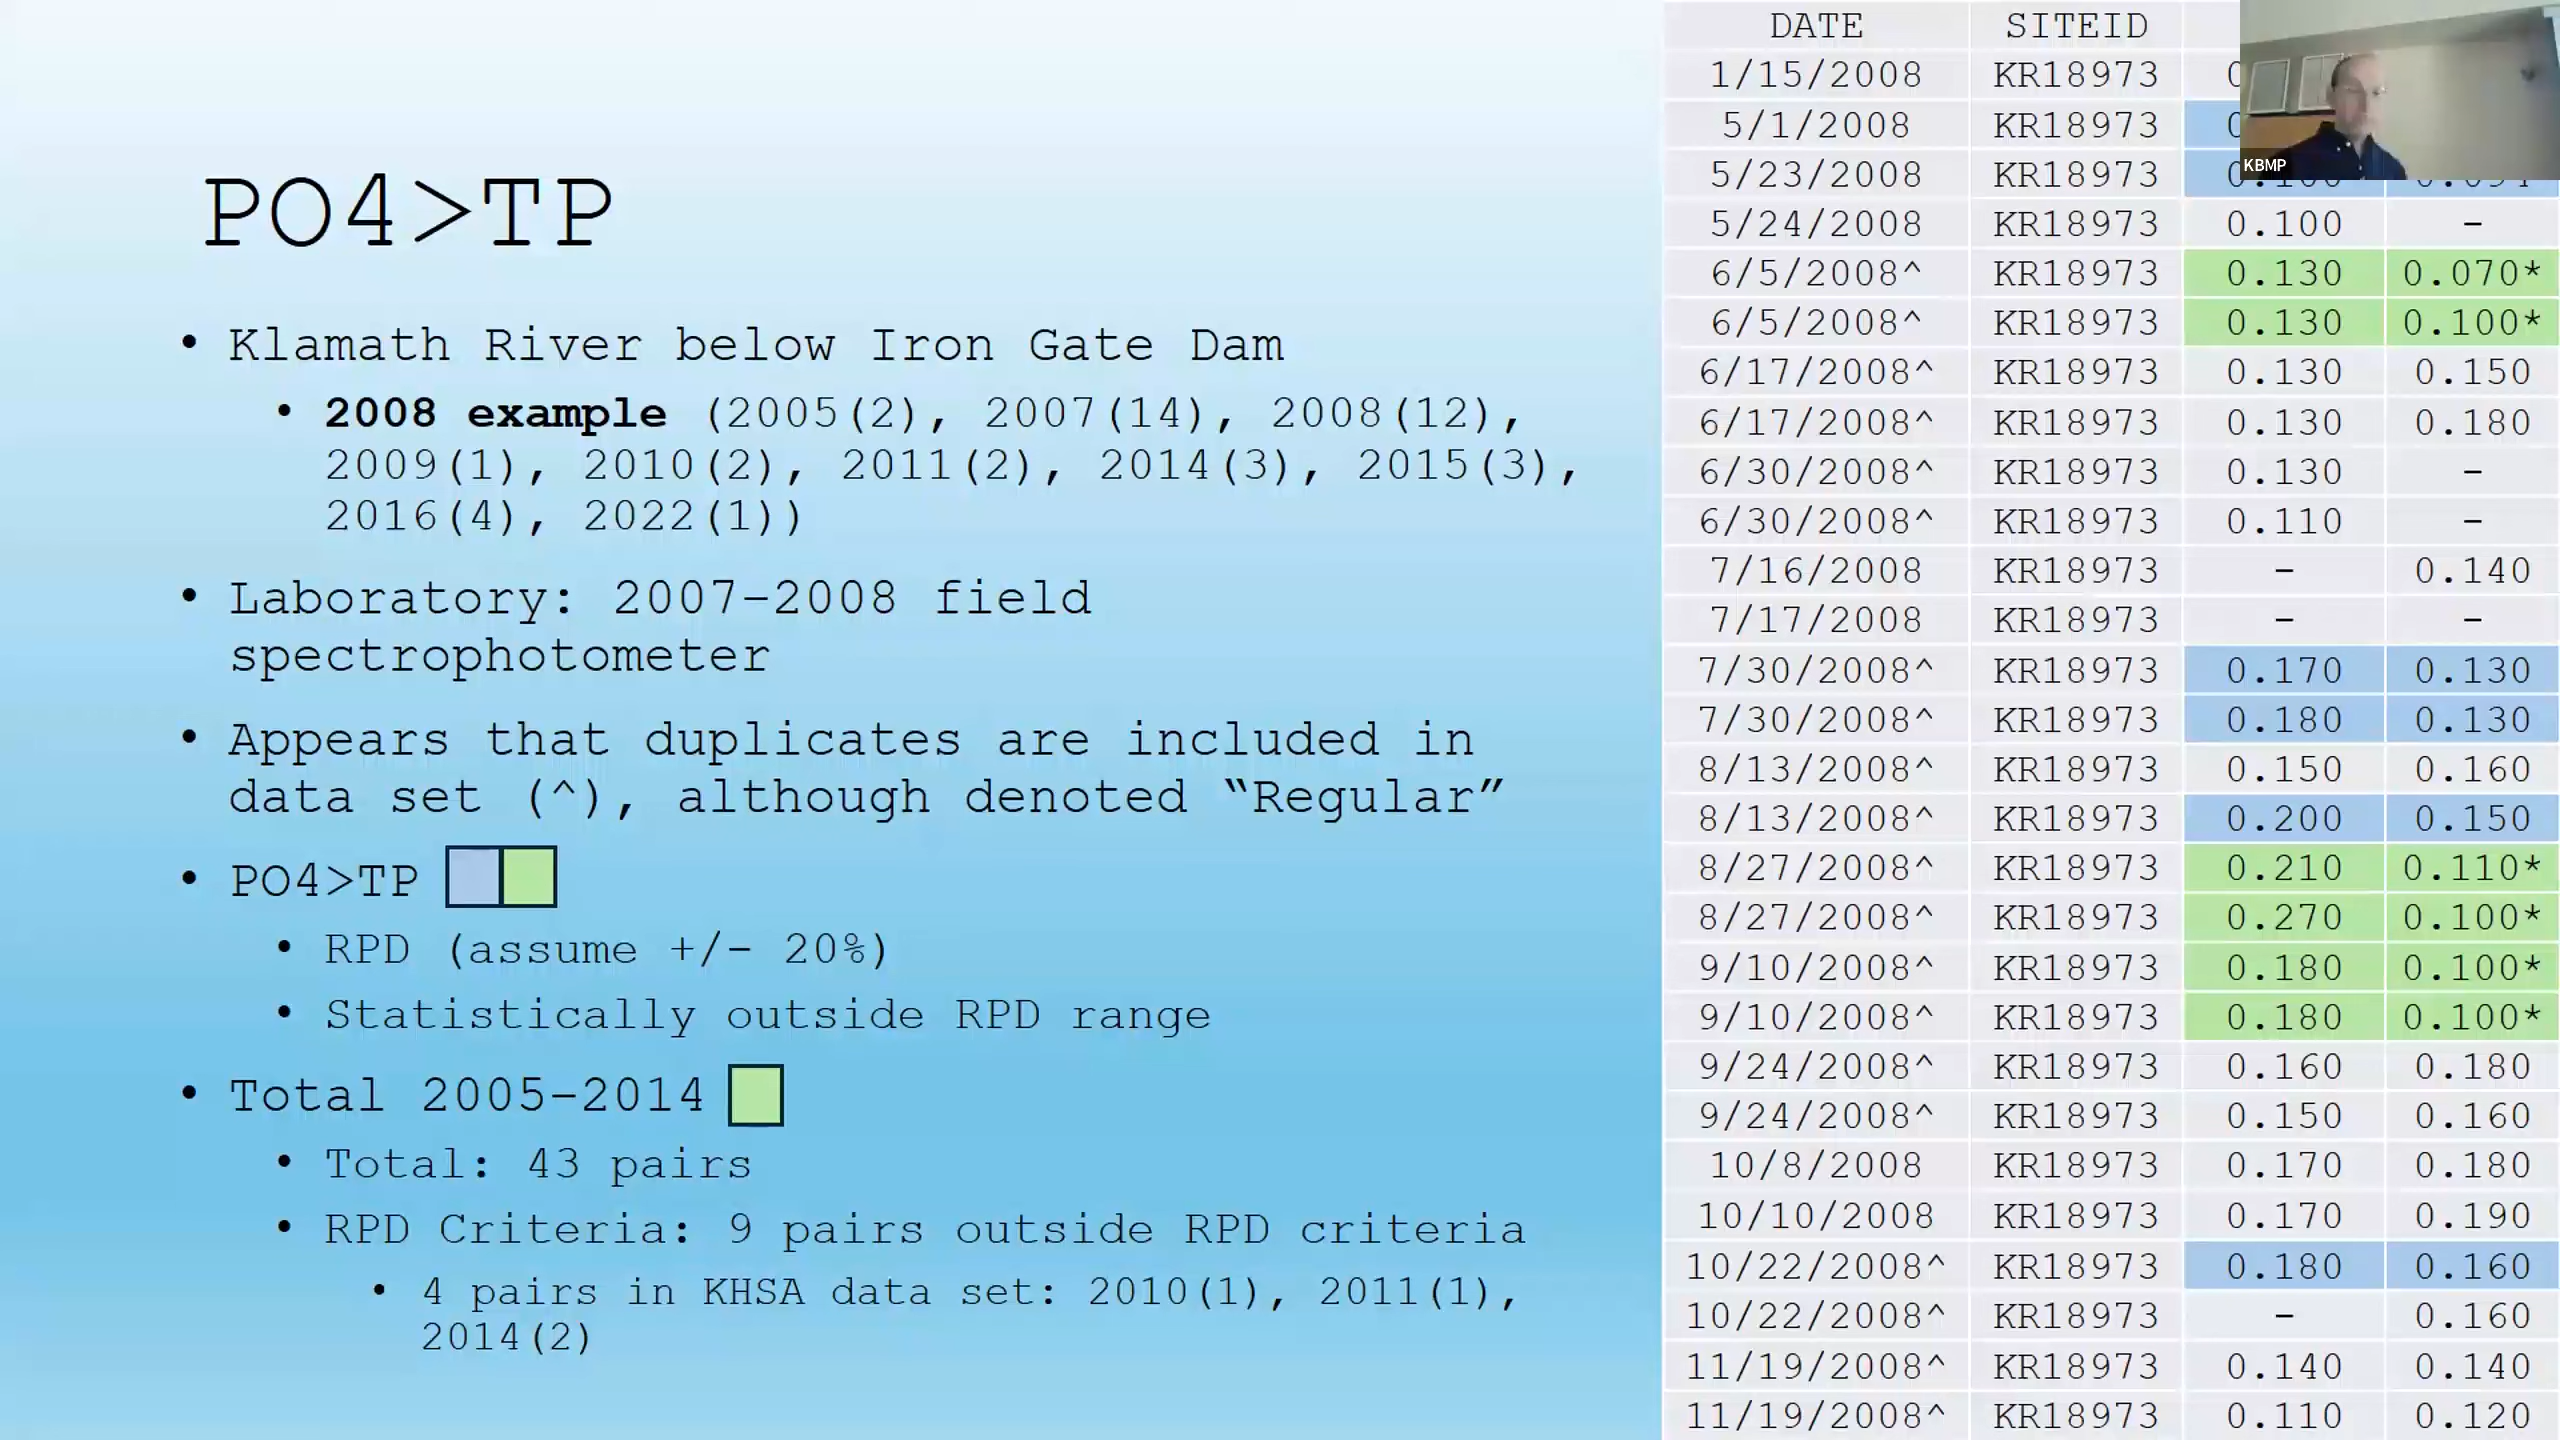 PO4>TP
• Klamath River below Iron Gate Dam
• 2008 example (2005(2), 2007(14), 2008(12),
2009(1), 2010(2), 2011(2), 2014(3), 2015(3),
2016(4), 2022(1))
• Laboratory: 2007-2008 field
spectrophotometer
• Appears that duplicates are included in
data set (^), although denoted “Regular”
• PO4>TP
• RPD (assume +/- 20%)
• Statistically outside RPD range
• Total 2005-2014
• Total: 43 pairs
• RPD Criteria: 9 pairs outside RPD criteria
• 4 pairs in KHSA data set: 2010(1), 2011(1),
2014(2)
DATE SITEID
1/15/2008 KR18973
5/1/2008 KR18973
5/23/2008 KR18973
5/24/2008 KR18973 0.100 -
6/5/2008^ KR18973 0.130 0.070*
6/5/2008^ KR18973 0.130 0.100*
6/17/2008^ KR18973 0.130 0.150
6/17/2008^ KR18973 0.130 0.180
6/30/2008^ KR18973 0.130 -
6/30/2008^ KR18973 0.110 -
7/16/2008 KR18973 - 0.140
7/17/2008 KR18973 - -
7/30/2008^ KR18973 0.170 0.130
7/30/2008^ KR18973 0.180 0.130
8/13/2008^ KR18973 0.150 0.160
8/13/2008^ KR18973 0.200 0.150
8/27/2008^ KR18973 0.210 0.110*
8/27/2008^ KR18973 0.270 0.100*
9/10/2008^ KR18973 0.180 0.100*
9/10/2008^ KR18973 0.180 0.100*
9/24/2008^ KR18973 0.160 0.180
9/24/2008^ KR18973 0.150 0.160
10/8/2008 KR18973 0.170 0.180
10/10/2008 KR18973 0.170 0.190
10/22/2008^ KR18973 0.180 0.160
10/22/2008^ KR18973 - 0.160
11/19/2008^ KR18973 0.140 0.140
11/19/2008^ KR18973 0.110 0.120
KBMP